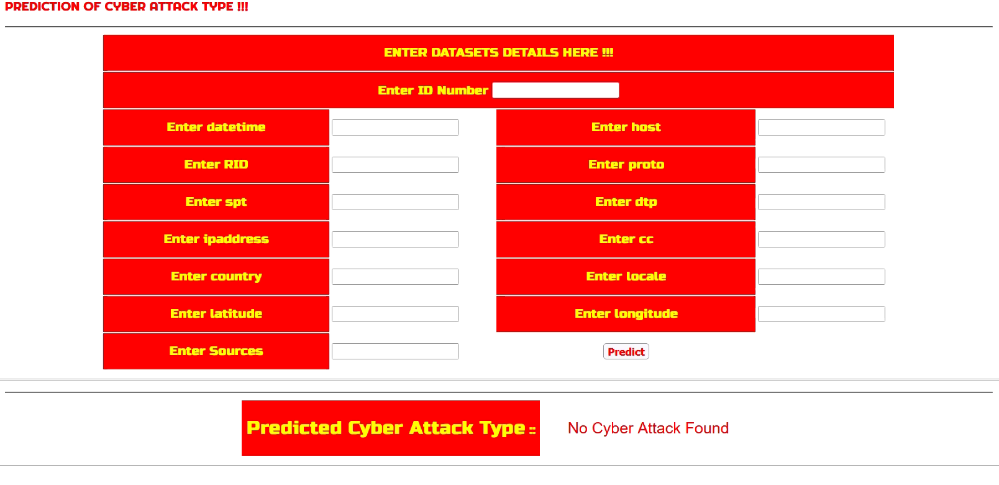 PREDICTION OF CYBER ATTACK TYPE !!!
ENTER DATASETS DETAILS HERE !!!
Enter ID Number
Enter datetime
Enter host
Enter RID
Enter proto
Enter spt
Enter dtp
Enter ipaddress
Enter cc
Enter country
Enter locale
Enter latitude
Enter longitude
Enter Sources
Predict
Predicted Cyber Attack Type ::
No Cyber Attack Found